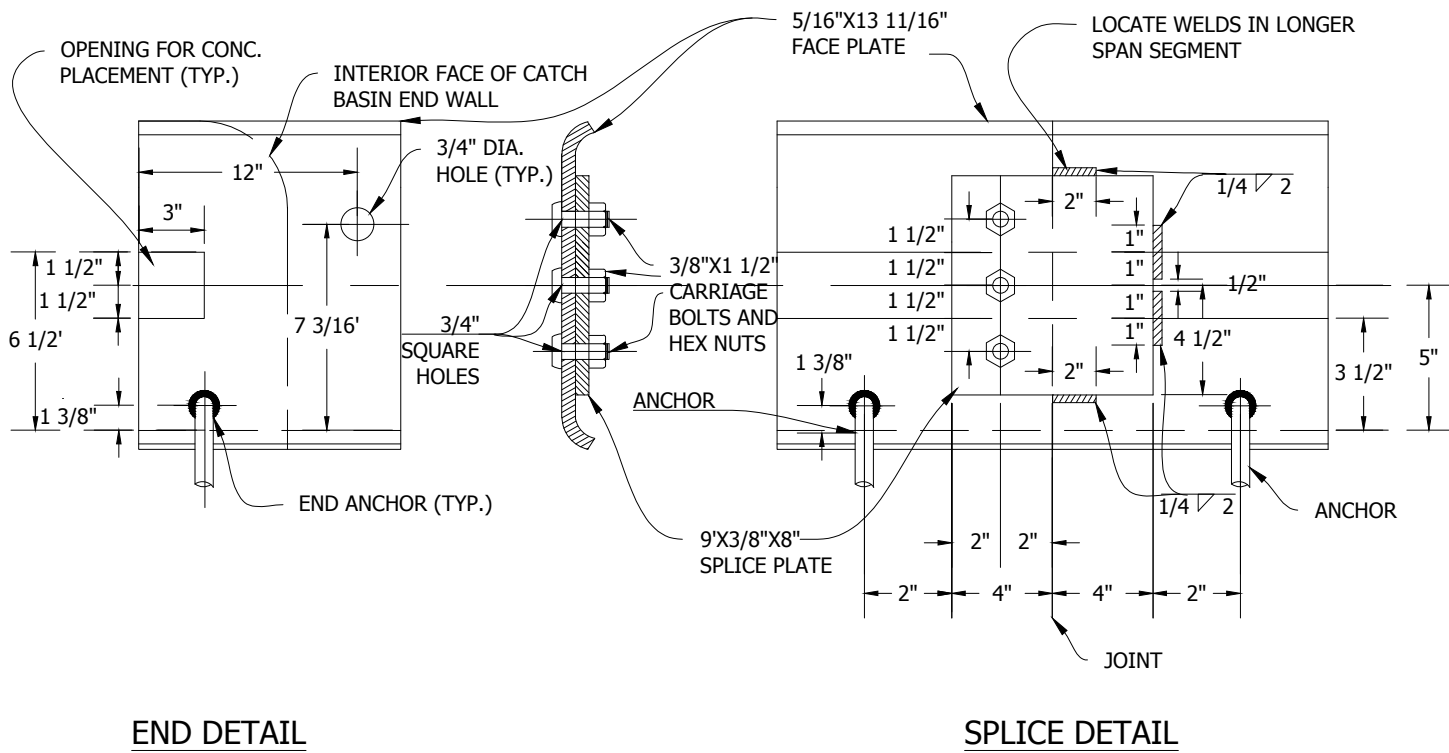 OPENING FOR CONC.
PLACEMENT (TYP.)
INTERIOR FACE OF CATCH
BASIN END WALL
5/16"X13 11/16"
FACE PLATE
LOCATE WELDS IN LONGER
SPAN SEGMENT
12"
3/4" DIA.
HOLE (TYP.)
3"
1 1/2"
1 1/2"
6 1/2'
7 3/16'
1 3/8"
END ANCHOR (TYP.)
3/4"
SQUARE
HOLES
3/8"X1 1/2"
CARRIAGE
BOLTS AND
HEX NUTS
9'X3/8"X8"
SPLICE PLATE
1/4 2
2"
1 1/2"
1 1/2"
1 1/2"
1 1/2"
1"
1"
1"
1"
1/2"
4 1/2"
3 1/2"
5"
1 3/8"
2"
ANCHOR
1/4 2
ANCHOR
2"
2"
2"
4"
4"
2"
JOINT
END DETAIL
SPLICE DETAIL